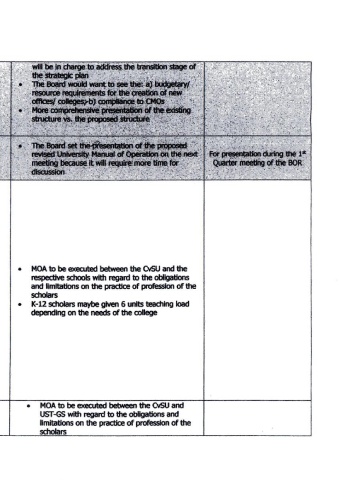 will be in charge to address the transition stage of
the strategic plan
• The Board would want to see the: a) budgetary/
resource requirements for the creation of new
offices/ colleges; b) compliance to CMOs
• More comprehensive presentation of the existing
structure vs. the proposed structure
• The Board set the presentation of the proposed
revised University Manual of Operation on the next
meeting because it will require more time for
discussion
For presentation during the 1st
Quarter meeting of the BOR
• MOA to be executed between the CvSU and the
respective schools with regard to the obligations
and limitations on the practice of profession of the
scholars
• K-12 scholars maybe given 6 units teaching load
depending on the needs of the college
• MOA to be executed between the CvSU and
UST-GS with regard to the obligations and
limitations on the practice of profession of the
scholars